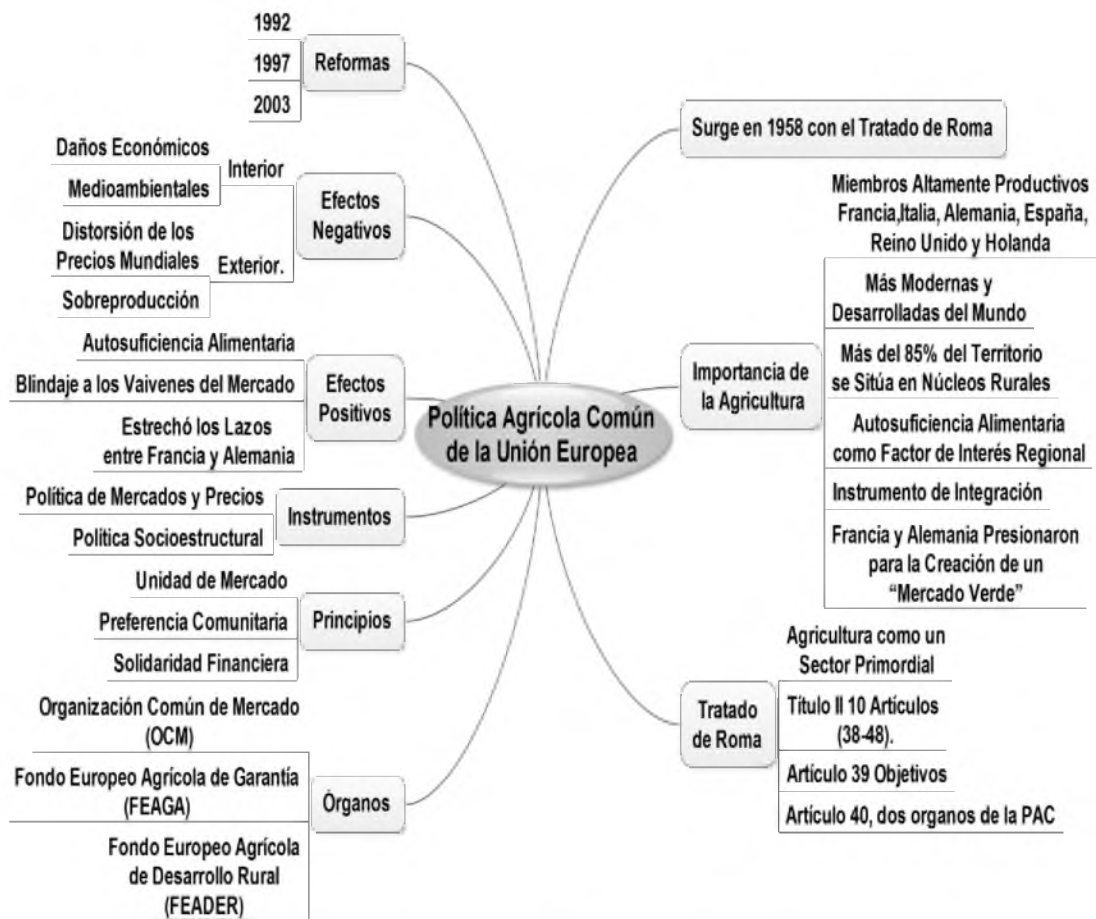 Política Agrícola Común
de la Unión Europea
Reformas
1992
1997
2003
Efectos
Negativos
Interior
Daños Económicos
Medioambientales
Exterior.
Distorsión de los
Precios Mundiales
Sobreproducción
Efectos
Positivos
Autosuficiencia Alimentaria
Blindaje a los Vaivenes del Mercado
Estrechó los Lazos
entre Francia y Alemania
Instrumentos
Política de Mercados y Precios
Política Socioestructural
Principios
Unidad de Mercado
Preferencia Comunitaria
Solidaridad Financiera
Órganos
Organización Común de Mercado
(OCM)
Fondo Europeo Agrícola de Garantía
(FEAGA)
Fondo Europeo Agrícola
de Desarrollo Rural
(FEADER)
Surge en 1958 con el Tratado de Roma
Importancia de
la Agricultura
Miembros Altamente Productivos
Francia,Italia, Alemania, España,
Reino Unido y Holanda
Más Modernas y
Desarrolladas del Mundo
Más del 85% del Territorio
se Sitúa en Núcleos Rurales
Autosuficiencia Alimentaria
como Factor de Interés Regional
Instrumento de Integración
Francia y Alemania Presionaron
para la Creación de un
“Mercado Verde”
Tratado
de Roma
Agricultura como un
Sector Primordial
Título II 10 Artículos
(38-48).
Artículo 39 Objetivos
Artículo 40, dos organos de la PAC